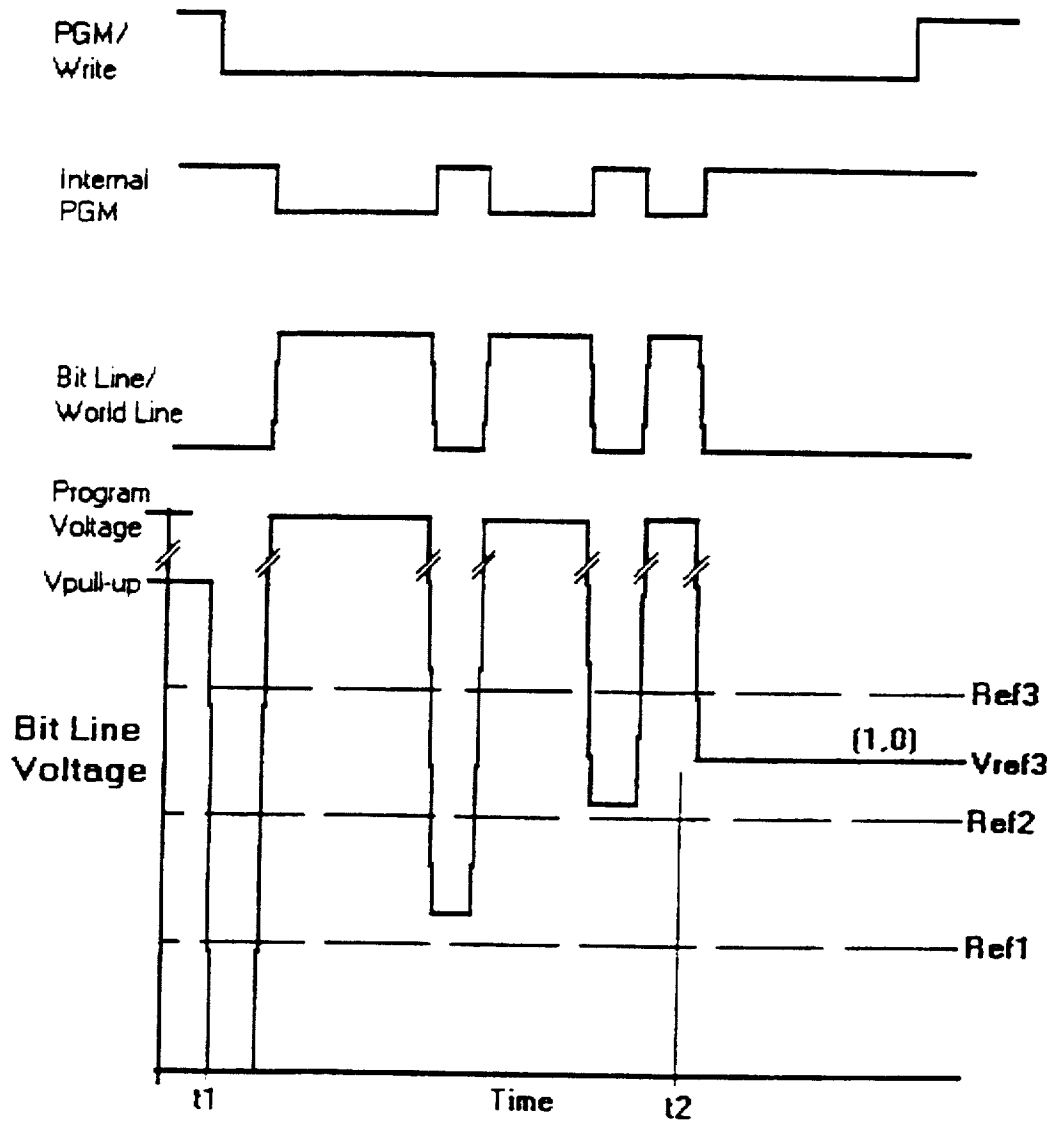 PGM/
Write
Internal
PGM
Bit Line/
World Line
Program
Voltage
Vpull-up
Bit Line
Voltage
Ref3
(1,0)
Vref3
Ref2
Ref1
t1
Time
t2